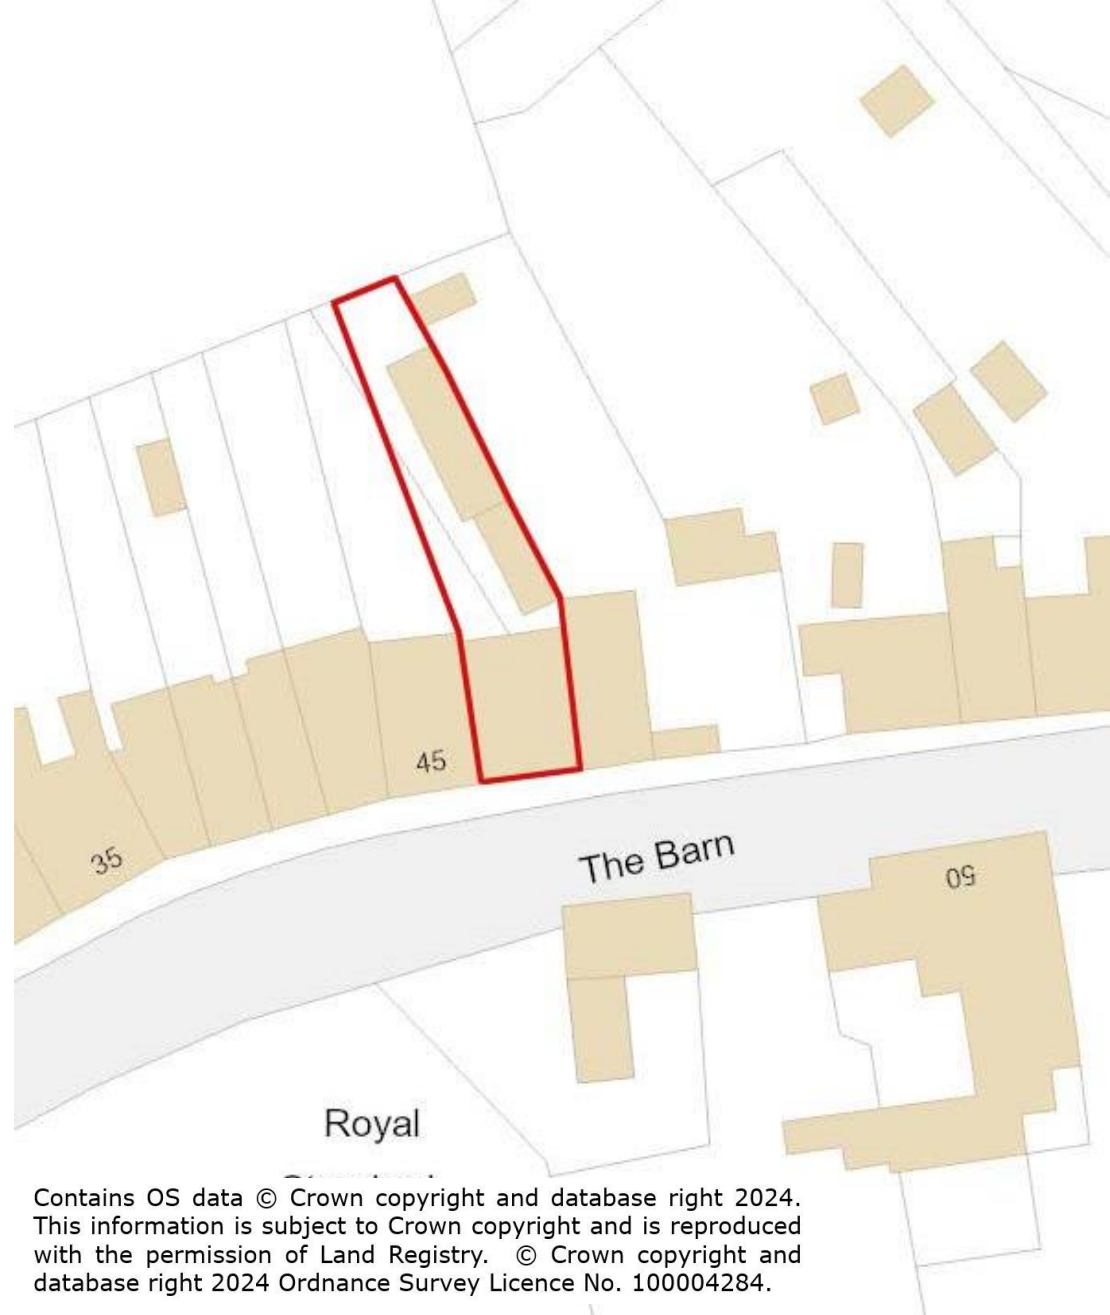 45
35
The Barn
50
Royal
Contains OS data © Crown copyright and database right 2024.
This information is subject to Crown copyright and is reproduced
with the permission of Land Registry. © Crown copyright and
database right 2024 Ordnance Survey Licence No. 100004284.